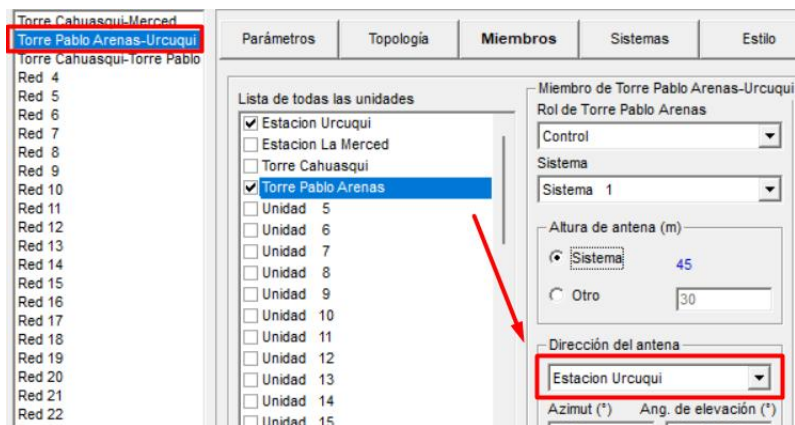 Torre Cahuasqui-Merced
Torre Pablo Arenas-Urcuqui
Torre Cahuasqui-Torre Pablo
Red 4
Red 5
Red 6
Red 7
Red 8
Red 9
Red 10
Red 11
Red 12
Red 13
Red 14
Red 15
Red 16
Red 17
Red 18
Red 19
Red 20
Red 21
Red 22
Parámetros
Topología
Miembros
Sistemas
Estilo
Lista de todas las unidades
Estacion Urcuqui
Estacion La Merced
Torre Cahuasqui
Torre Pablo Arenas
Unidad 5
Unidad 6
Unidad 7
Unidad 8
Unidad 9
Unidad 10
Unidad 11
Unidad 12
Unidad 13
Unidad 14
Unidad 15
Miembro de Torre Pablo Arenas-Urcuqui
Rol de Torre Pablo Arenas
Control
Sistema
Sistema 1
Altura de antena (m)
Sistema 45
Otro 30
Dirección del antena
Estacion Urcuqui
Azimut (°) Ang. de elevación (°)